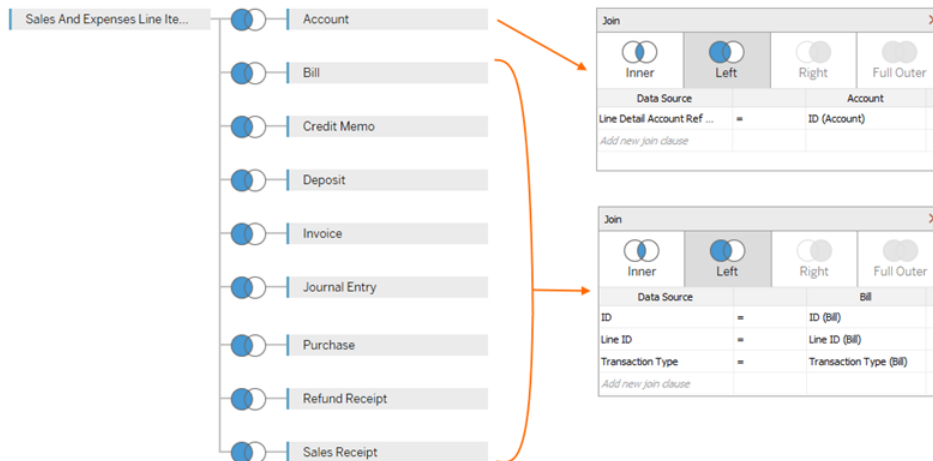 Sales And Expenses Line Ite...
Account
Bill
Credit Memo
Deposit
Invoice
Journal Entry
Purchase
Refund Receipt
Sales Receipt
Join
Inner
Left
Right
Full Outer
Data Source
Account
Line Detail Account Ref ...
=
ID (Account)
Add new join clause
Join
Inner
Left
Right
Full Outer
Data Source
Bill
ID
=
ID (Bill)
Line ID
=
Line ID (Bill)
Transaction Type
=
Transaction Type (Bill)
Add new join clause